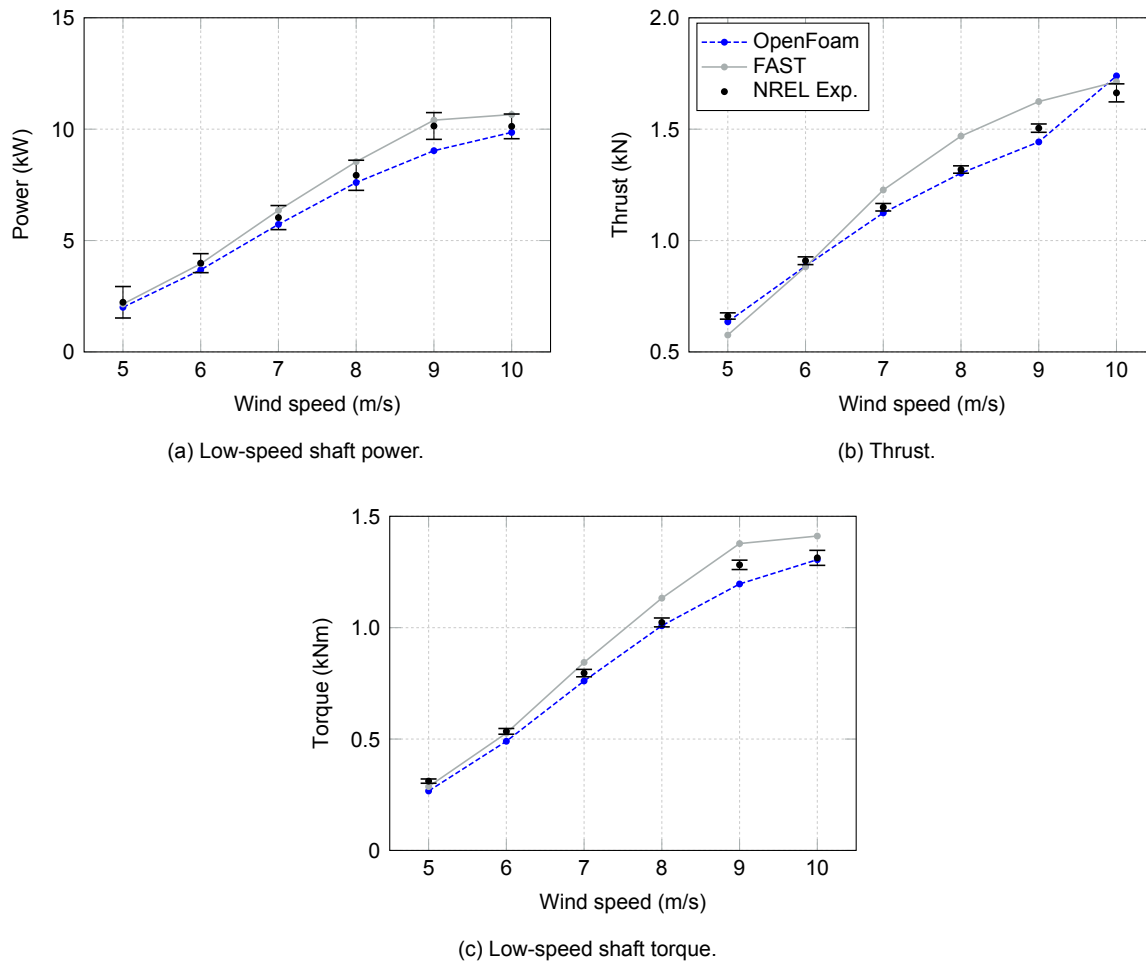 15
10
5
0
Power (kW)
5 6 7 8 9 10
Wind speed (m/s)
(a) Low-speed shaft power.
2.0
1.5
1.0
0.5
Thrust (kN)
OpenFoam
FAST
NREL Exp.
5 6 7 8 9 10
Wind speed (m/s)
(b) Thrust.
1.5
1.0
0.5
0
Torque (kNm)
5 6 7 8 9 10
Wind speed (m/s)
(c) Low-speed shaft torque.